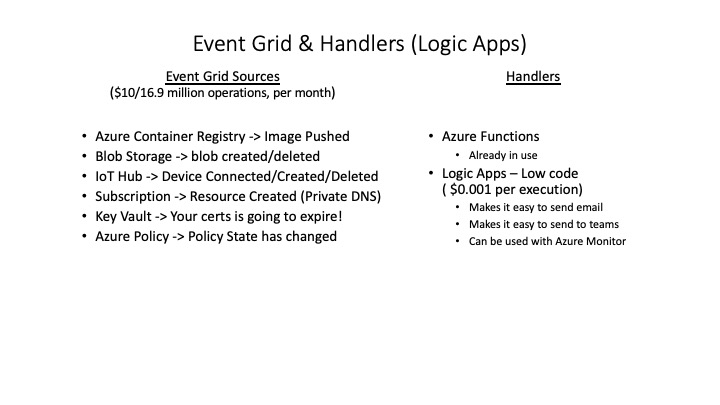 Event Grid & Handlers (Logic Apps)
Event Grid Sources
($10/16.9 million operations, per month)
• Azure Container Registry -> Image Pushed
• Blob Storage -> blob created/deleted
• IoT Hub -> Device Connected/Created/Deleted
• Subscription -> Resource Created (Private DNS)
• Key Vault -> Your certs is going to expire!
• Azure Policy -> Policy State has changed
Handlers
• Azure Functions
• Already in use
• Logic Apps – Low code
( $0.001 per execution)
• Makes it easy to send email
• Makes it easy to send to teams
• Can be used with Azure Monitor